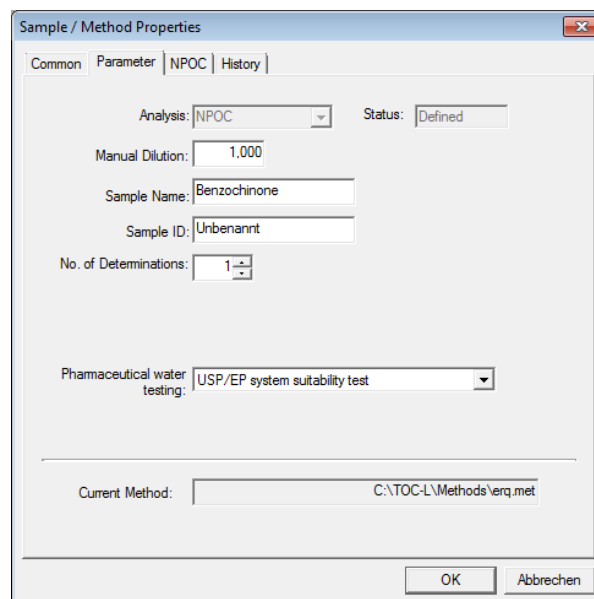 Sample / Method Properties
Common Parameter NPOC History
Analysis: NPOC Status: Defined
Manual Dilution: 1,000
Sample Name: Benzochinone
Sample ID: Unbenannt
No. of Determinations: 1
Pharmaceutical water
testing: USP/EP system suitability test
Current Method: C:\TOC-L\Methods\erq.met
OK Abbrechen